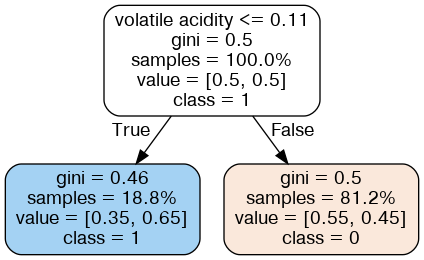 volatile acidity <= 0.11
gini = 0.5
samples = 100.0%
value = [0.5, 0.5]
class = 1
True
False
gini = 0.46
samples = 18.8%
value = [0.35, 0.65]
class = 1
gini = 0.5
samples = 81.2%
value = [0.55, 0.45]
class = 0